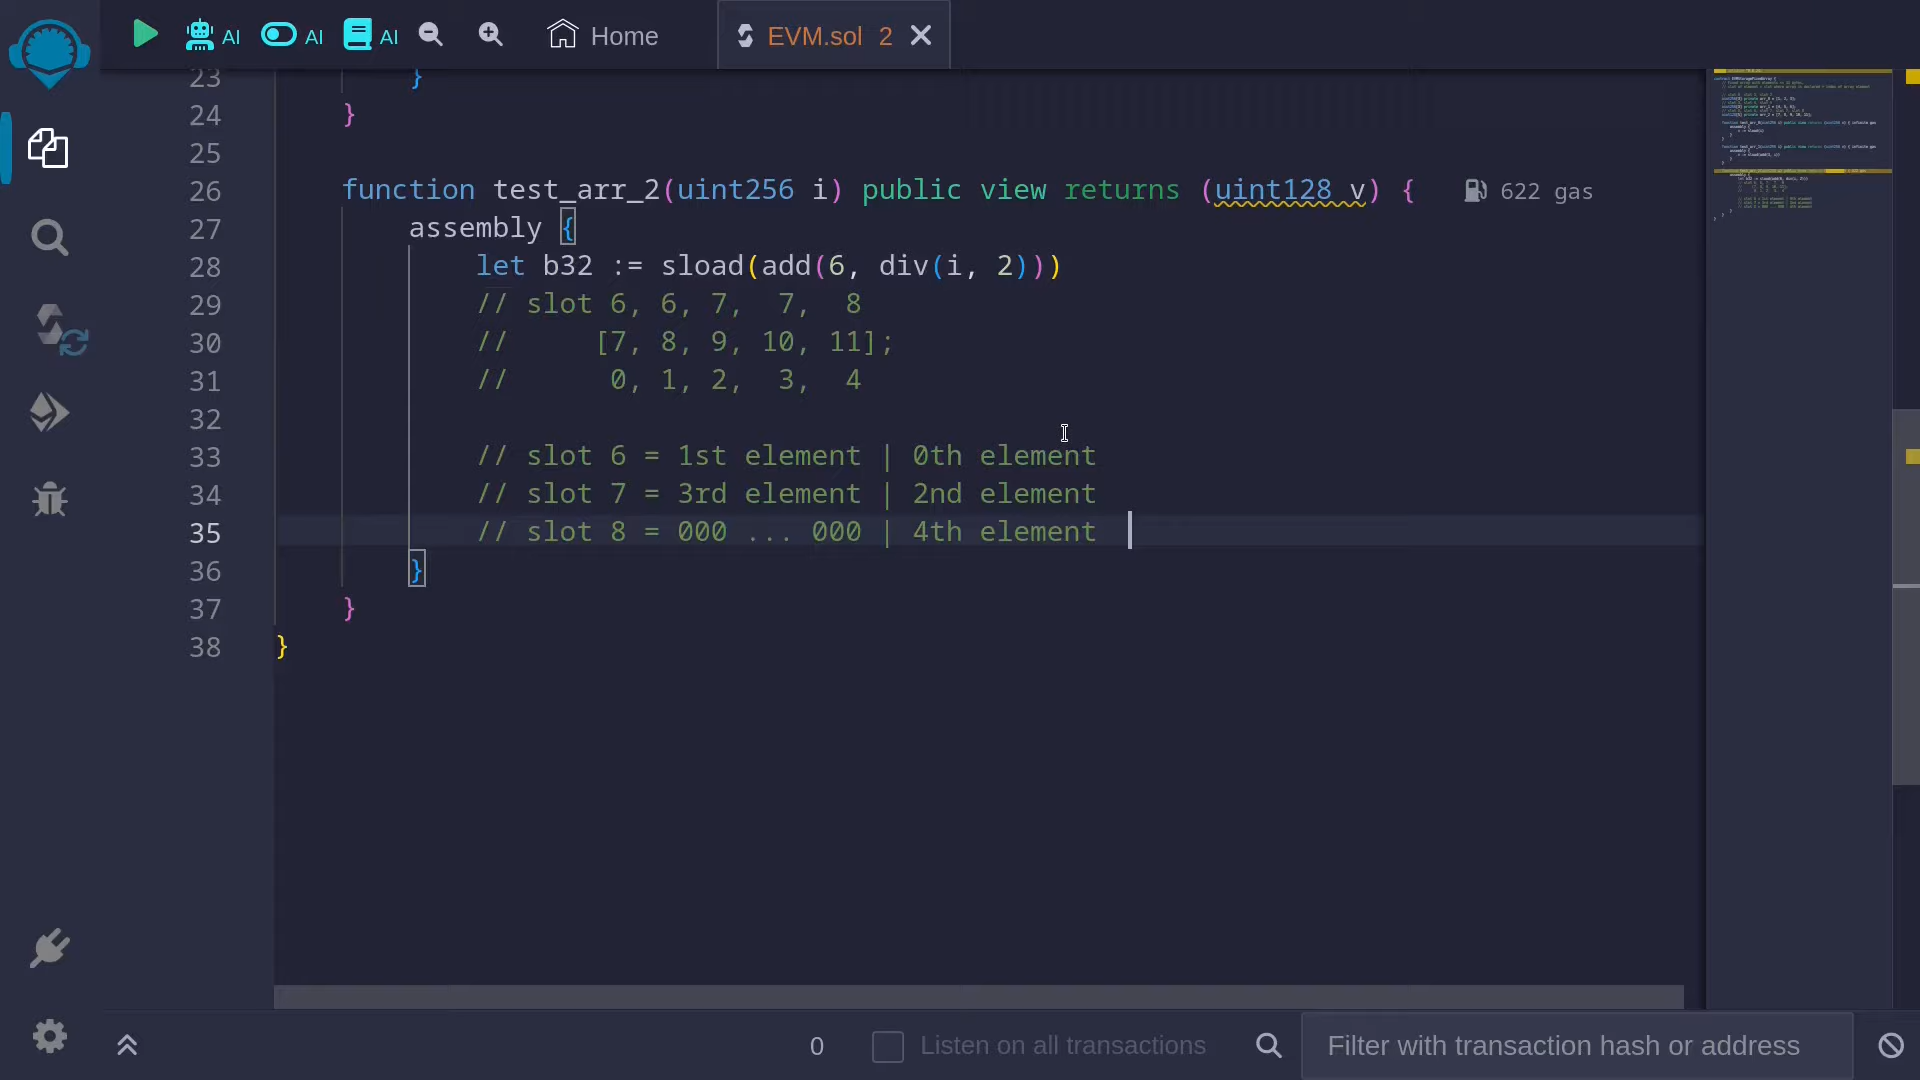 AI AI AI Home EVM.sol 2
23 }
24 }
25
26 function test_arr_2(uint256 i) public view returns (uint128 v) { 622 gas
27 assembly {
28 let b32 := sload(add(6, div(i, 2)))
29 // slot 6, 6, 7,  7,  8
30 //     [7, 8, 9, 10, 11];
31 //      0, 1, 2,  3,  4
32
33 // slot 6 = 1st element | 0th element
34 // slot 7 = 3rd element | 2nd element
35 // slot 8 = 000 ... 000 | 4th element
36 }
37 }
38 }
0 Listen on all transactions Filter with transaction hash or address